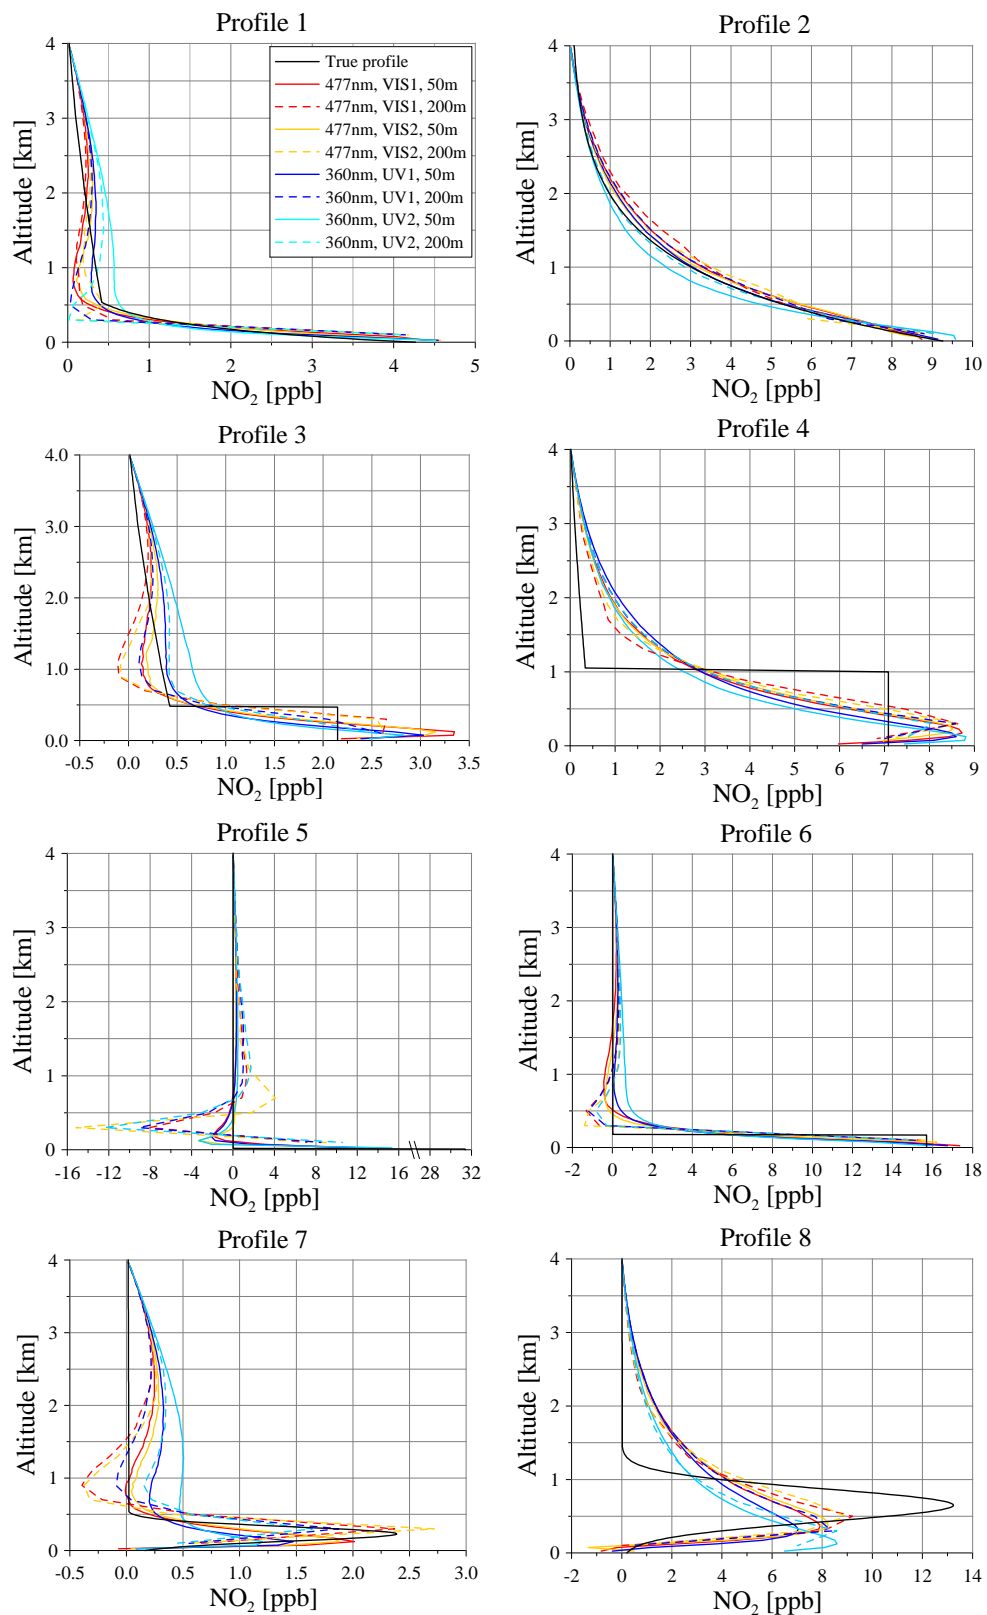 Profile 1
4
3
2
1
0
0
1
2
3
4
5
Altitude [km]
NO2 [ppb]
True profile
477nm, VIS1, 50m
477nm, VIS1, 200m
477nm, VIS2, 50m
477nm, VIS2, 200m
360nm, UV1, 50m
360nm, UV1, 200m
360nm, UV2, 50m
360nm, UV2, 200m
Profile 2
4
3
2
1
0
0 1 2 3 4 5 6 7 8 9 10
Altitude [km]
NO2 [ppb]
Profile 3
4.0
3.0
2.0
1.0
0.0
-0.5 0.0 0.5 1.0 1.5 2.0 2.5 3.0 3.5
Altitude [km]
NO2 [ppb]
Profile 4
4
3
2
1
0
0 1 2 3 4 5 6 7 8 9
Altitude [km]
NO2 [ppb]
Profile 5
4
3
2
1
0
-16 -12 -8 -4 0 4 8 12 16 28 32
Altitude [km]
NO2 [ppb]
Profile 6
4
3
2
1
0
-2 0 2 4 6 8 10 12 14 16 18
Altitude [km]
NO2 [ppb]
Profile 7
4
3
2
1
0
-0.5 0.0 0.5 1.0 1.5 2.0 2.5 3.0
Altitude [km]
NO2 [ppb]
Profile 8
4
3
2
1
0
-2 0 2 4 6 8 10 12 14
Altitude [km]
NO2 [ppb]